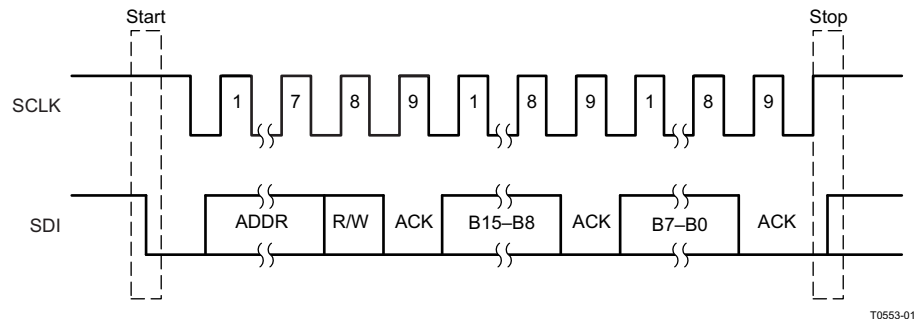 Start Stop
SCLK 1 7 8 9 1 8 9 1 8 9
SDI ADDR R/W ACK B15–B8 ACK B7–B0 ACK
T0553-01